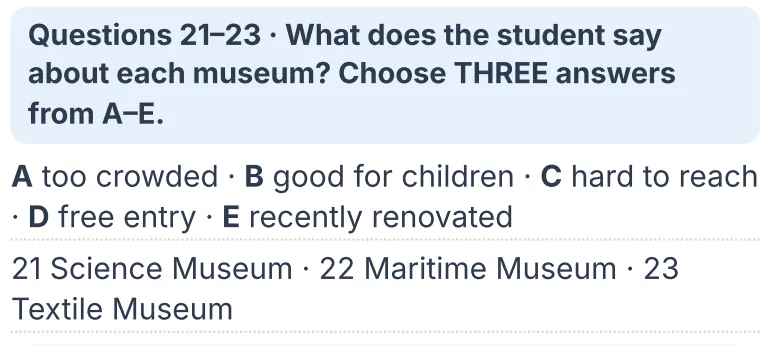 Questions 21–23 · What does the student say
about each museum? Choose THREE answers
from A–E.
A too crowded · B good for children · C hard to reach
· D free entry · E recently renovated
21 Science Museum · 22 Maritime Museum · 23
Textile Museum